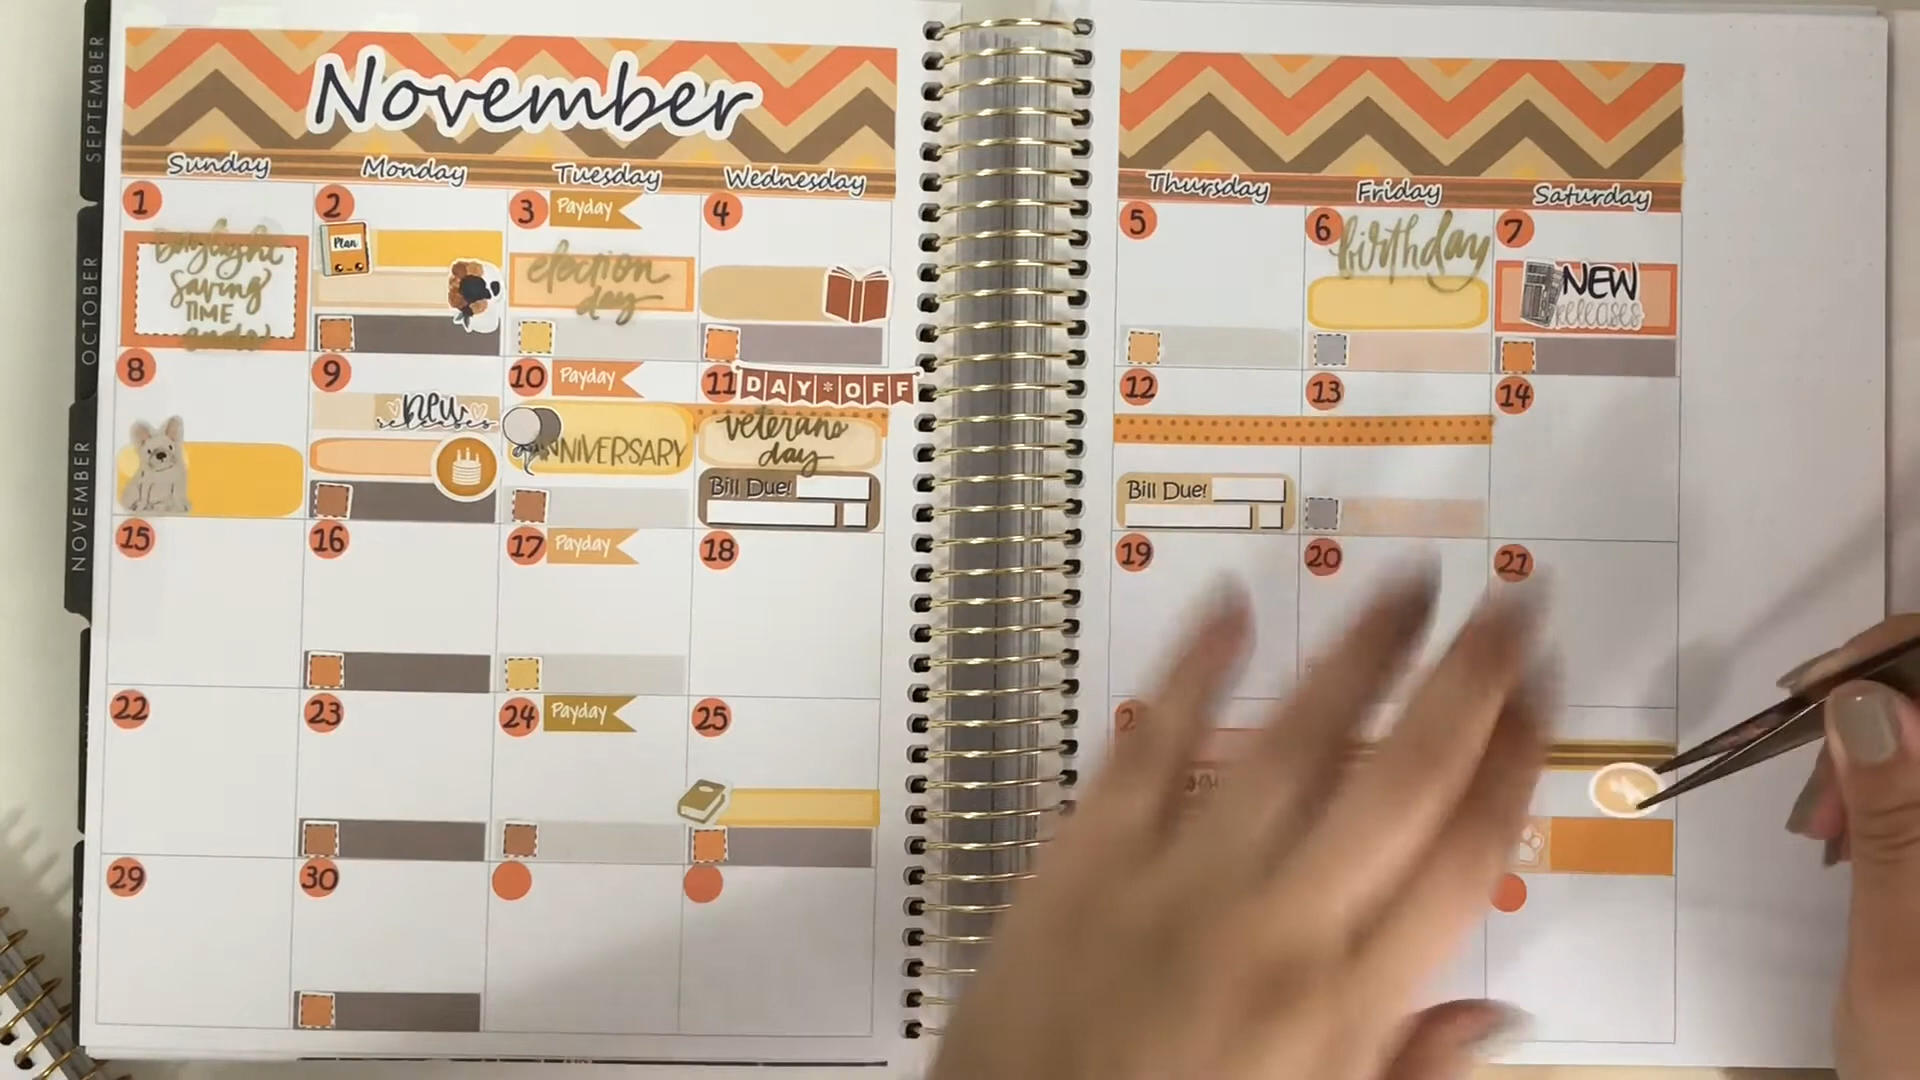 SEPTEMBER
OCTOBER
NOVEMBER
November
Sunday Monday Tuesday Wednesday Thursday Friday Saturday
1 2 3 Payday 4 5 6 birthday 7
Daylight
Saving
TIME
ends
Plan
election
day
NEW
releases
8 9 10 Payday 11 DAY*OFF 12 13 14
new
releases
ANNIVERSARY
veterans
day
Bill Due!
Bill Due!
15 16 17 Payday 18 19 20 21
22 23 24 Payday 25
29 30